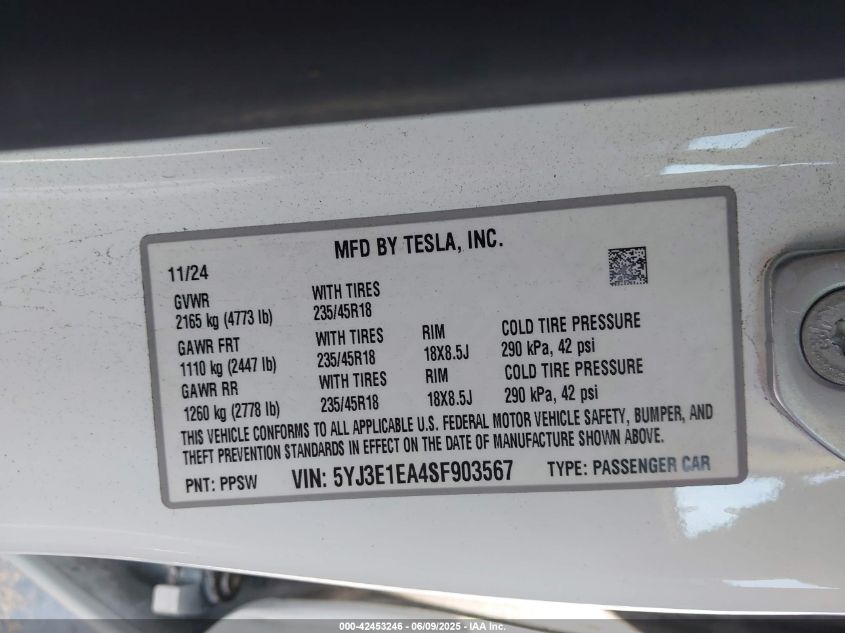 MFD BY TESLA, INC.
11/24
GVWR WITH TIRES
2165 kg (4773 lb) 235/45R18
GAWR FRT WITH TIRES RIM COLD TIRE PRESSURE
1110 kg (2447 lb) 235/45R18 18X8.5J 290 kPa, 42 psi
GAWR RR WITH TIRES RIM COLD TIRE PRESSURE
1260 kg (2778 lb) 235/45R18 18X8.5J 290 kPa, 42 psi
THIS VEHICLE CONFORMS TO ALL APPLICABLE U.S. FEDERAL MOTOR VEHICLE SAFETY, BUMPER, AND
THEFT PREVENTION STANDARDS IN EFFECT ON THE DATE OF MANUFACTURE SHOWN ABOVE.
PNT: PPSW VIN: 5YJ3E1EA4SF903567 TYPE: PASSENGER CAR
000-42453246 - 06/09/2025 - IAA Inc.